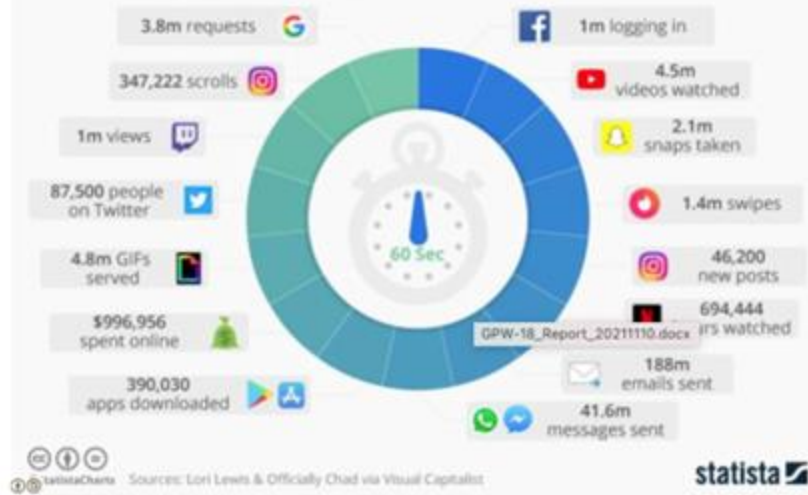 3.8m requests
1m logging in
347,222 scrolls
4.5m
videos watched
1m views
2.1m
snaps taken
87,500 people
on Twitter
1.4m swipes
4.8m GIFs
served
60 Sec
46,200
new posts
$996,956
spent online
694,444
GPW-18_Report_20211110.docx
watched
390,030
apps downloaded
188m
emails sent
41.6m
messages sent
Sources: Lori Lewis & Officially Chad via Visual Capitalist
statista